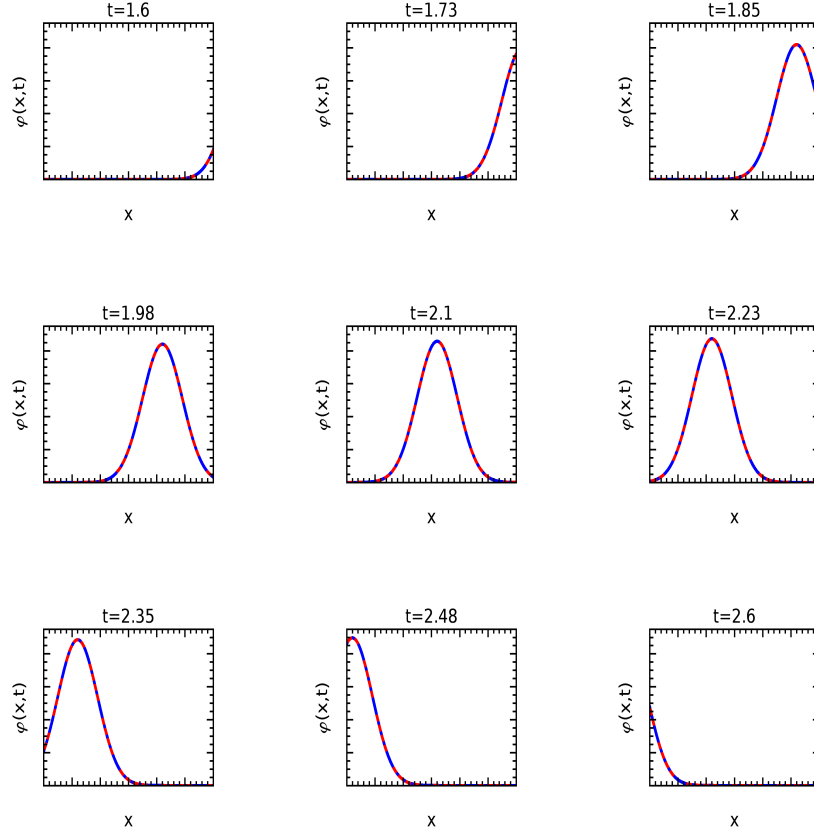 t=1.6
φ(x,t)
x
t=1.73
φ(x,t)
x
t=1.85
φ(x,t)
x
t=1.98
φ(x,t)
x
t=2.1
φ(x,t)
x
t=2.23
φ(x,t)
x
t=2.35
φ(x,t)
x
t=2.48
φ(x,t)
x
t=2.6
φ(x,t)
x